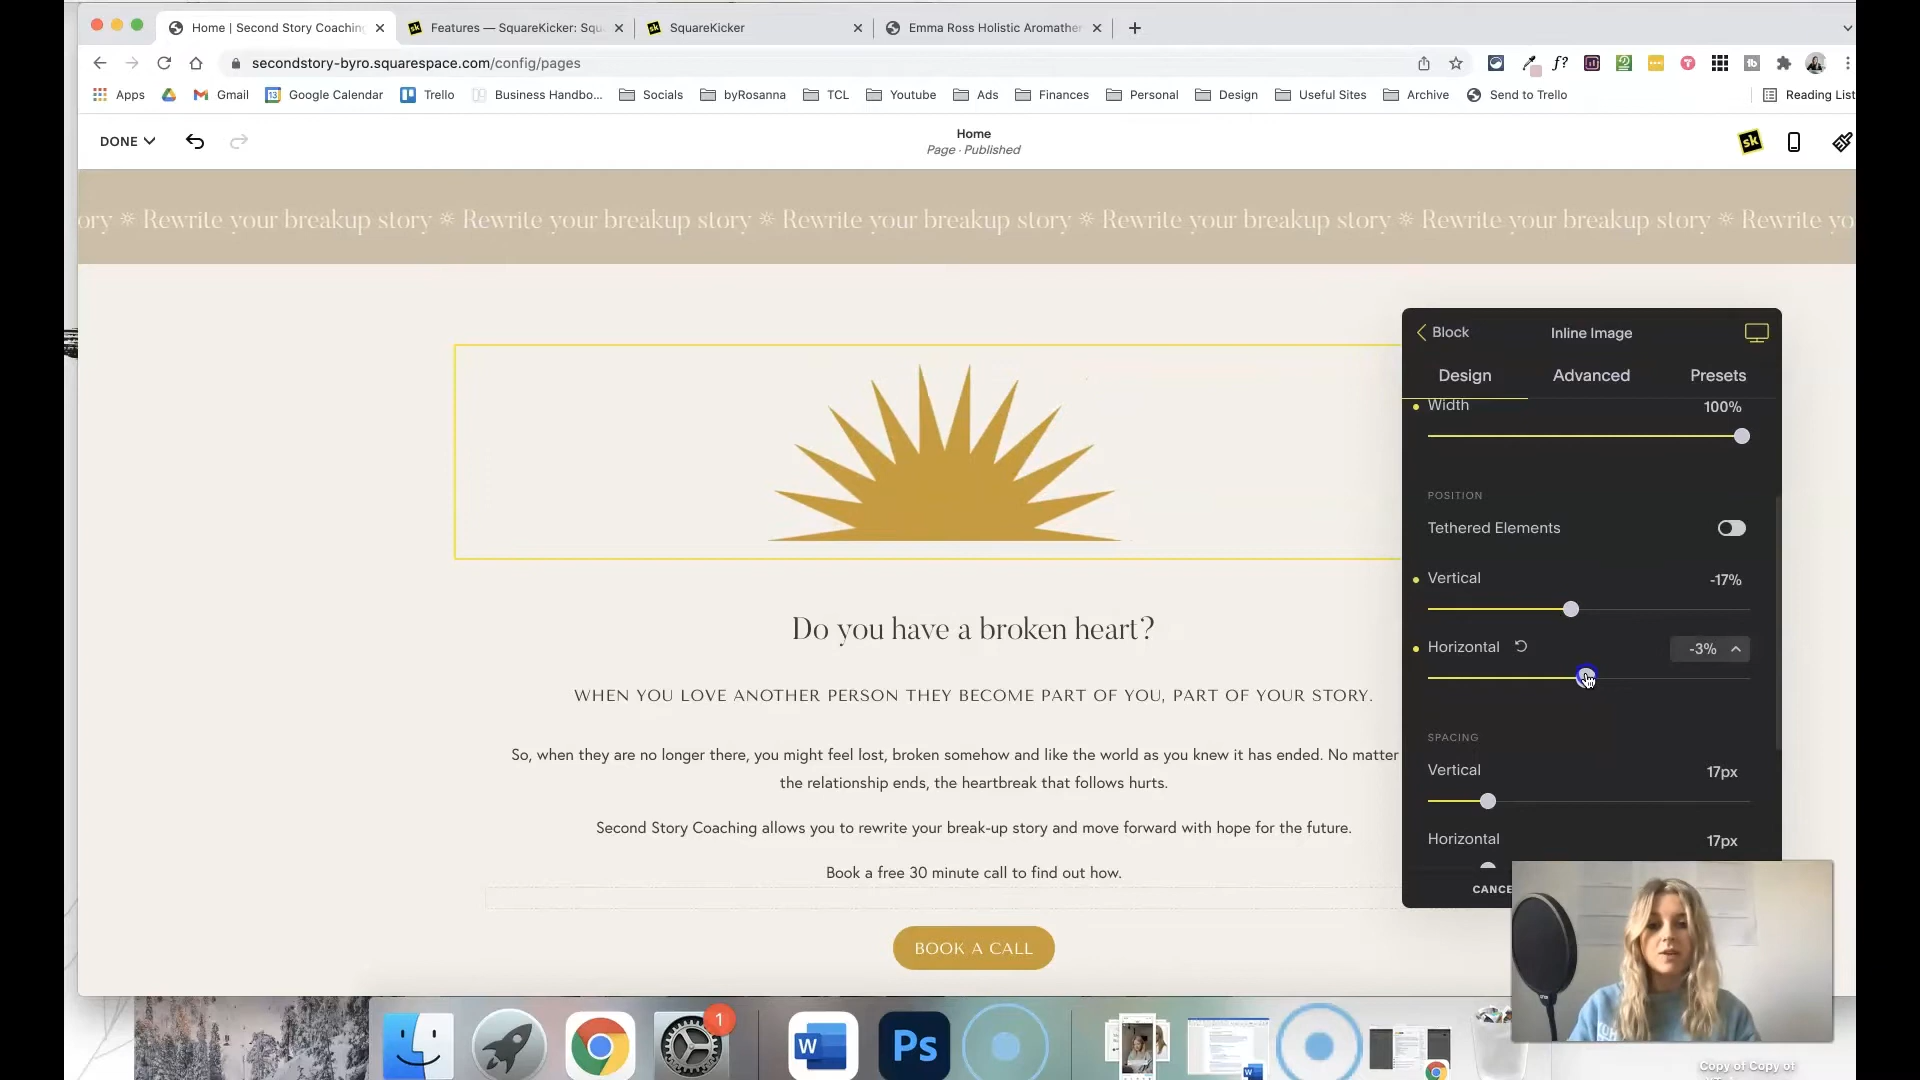 Home | Second Story Coaching
Features — SquareKicker: Squ
SquareKicker
Emma Ross Holistic Aromather
secondstory-byro.squarespace.com/config/pages
Apps
Gmail
Google Calendar
Trello
Business Handbo...
Socials
byRosanna
TCL
Youtube
Ads
Finances
Personal
Design
Useful Sites
Archive
Send to Trello
Reading List
DONE
Home
Page · Published
sk
ory ☼ Rewrite your breakup story ☼ Rewrite your breakup story ☼ Rewrite your breakup story ☼ Rewrite your breakup story ☼ Rewrite your breakup story ☼ Rewrite yo
Block
Inline Image
Design
Advanced
Presets
Width
100%
POSITION
Tethered Elements
Vertical
-17%
Horizontal
-3%
SPACING
Vertical
17px
Horizontal
17px
CANCE
Do you have a broken heart?
WHEN YOU LOVE ANOTHER PERSON THEY BECOME PART OF YOU, PART OF YOUR STORY.
So, when they are no longer there, you might feel lost, broken somehow and like the world as you knew it has ended. No matter
the relationship ends, the heartbreak that follows hurts.
Second Story Coaching allows you to rewrite your break-up story and move forward with hope for the future.
Book a free 30 minute call to find out how.
BOOK A CALL
1
W
Ps
Copy of Copy of